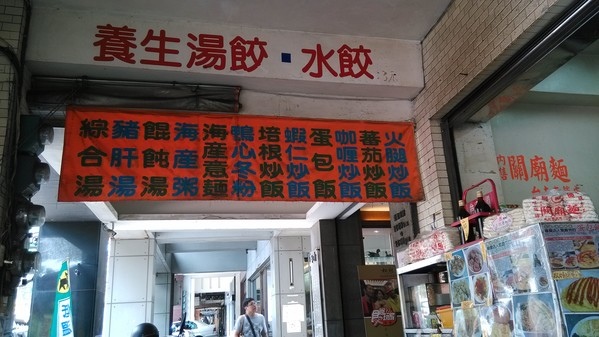 養生湯餃▪水餃
火腿炒飯
蕃茄炒飯
咖喱炒飯
蛋包飯
蝦仁炒飯
培根炒飯
鴨心冬粉
海產意麵
海產粥
餛飩湯
豬肝湯
綜合湯
關廟麵